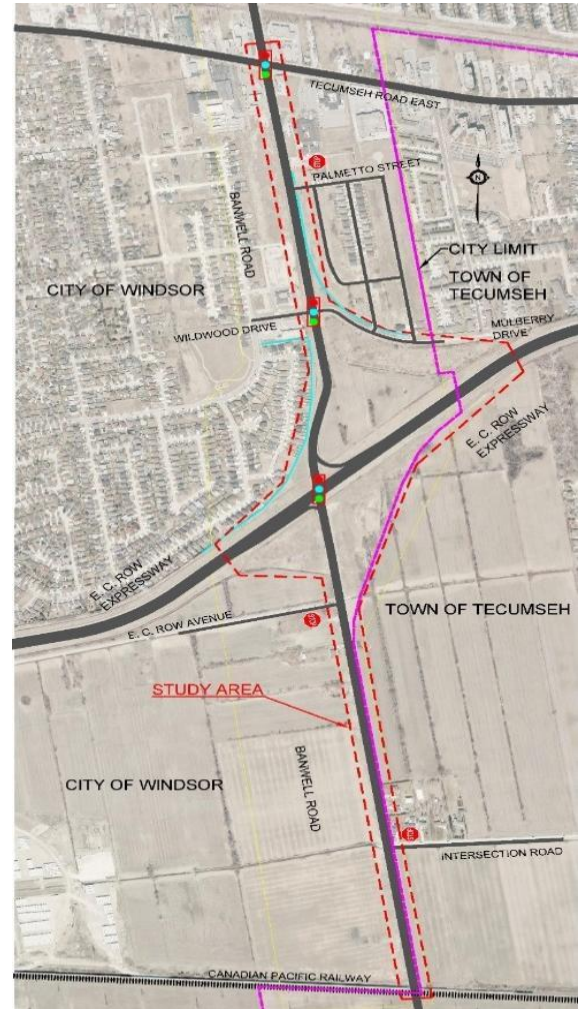 TECUMSEH ROAD EAST
PALMETTO STREET
BANWELL ROAD
N
CITY LIMIT
TOWN OF
TECUMSEH
CITY OF WINDSOR
WILDWOOD DRIVE
MULBERRY
DRIVE
E. C. ROW
EXPRESSWAY
E. C. ROW
EXPRESSWAY
E. C. ROW AVENUE
TOWN OF TECUMSEH
STUDY AREA
CITY OF WINDSOR
BANWELL ROAD
INTERSECTION ROAD
CANADIAN PACIFIC RAILWAY